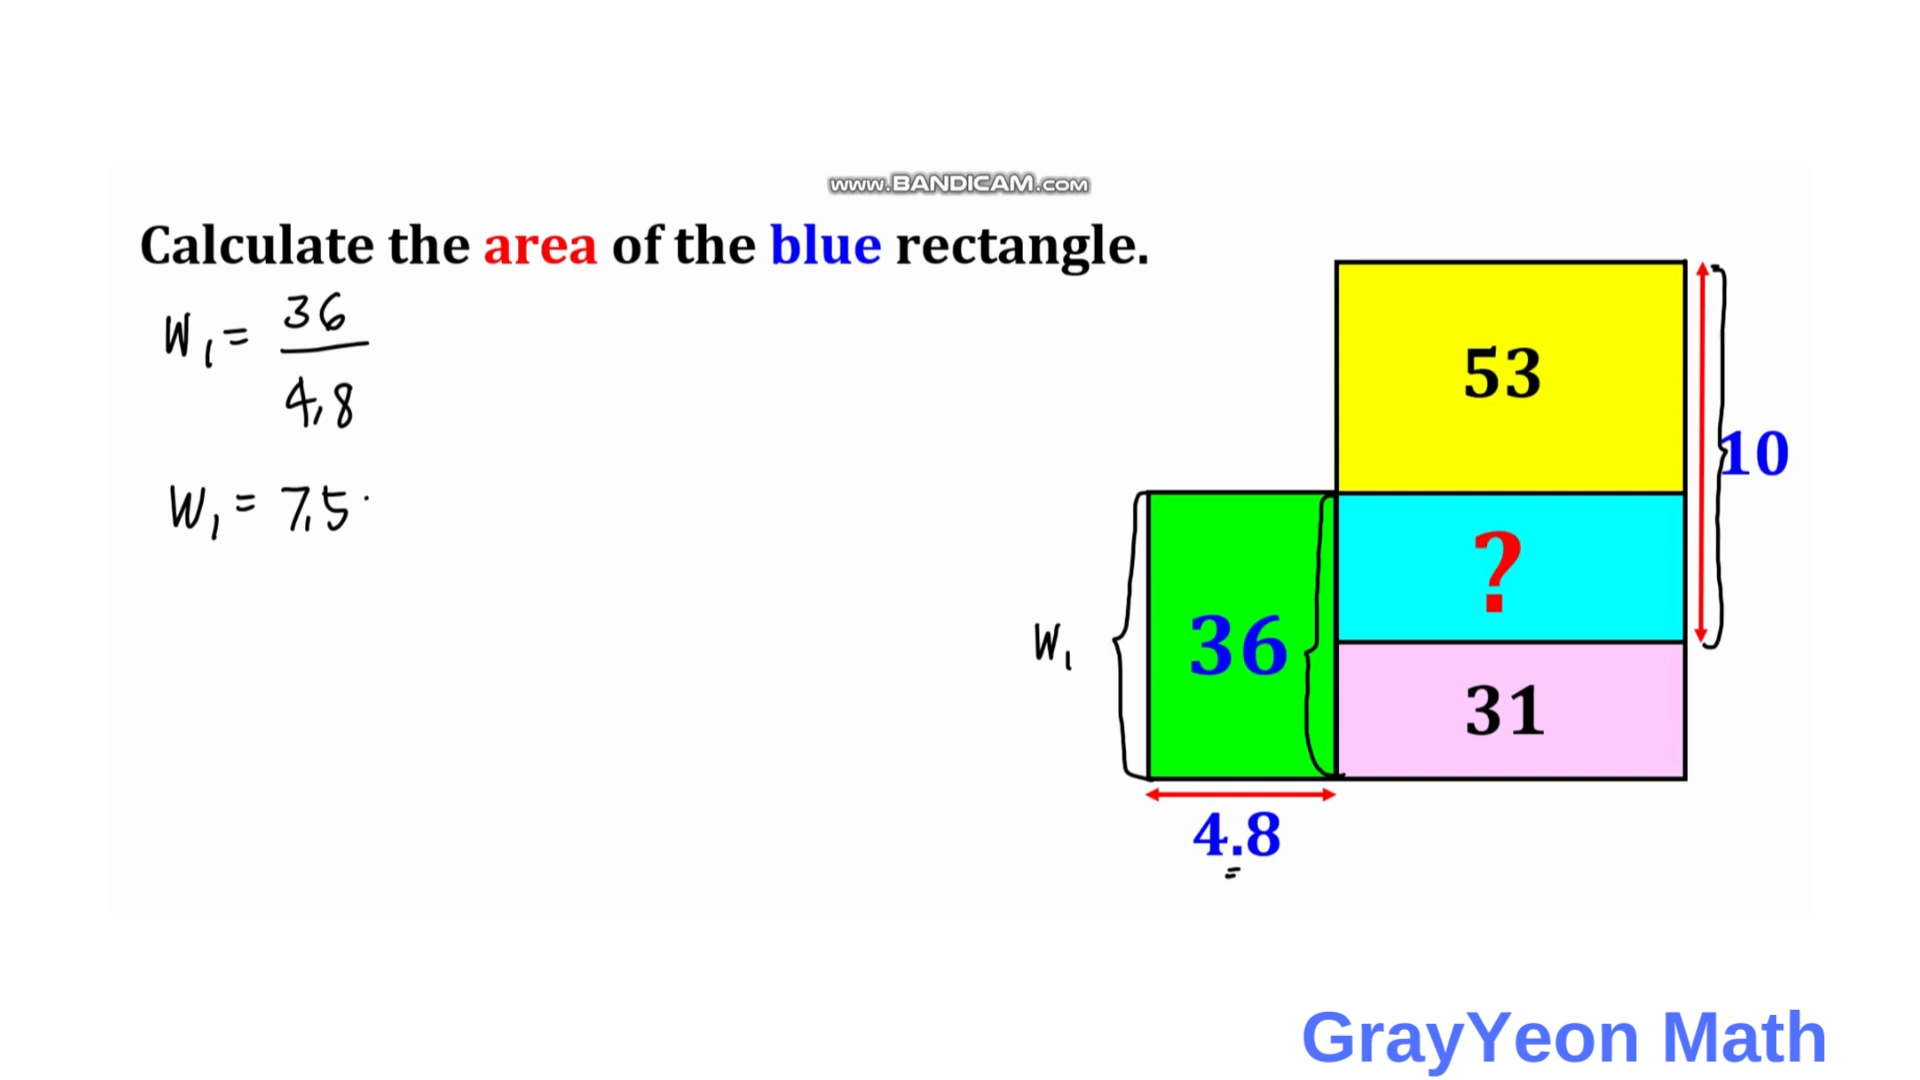 www.BANDICAM.com
Calculate the area of the blue rectangle.
W₁ = 36
4,8
W₁ = 7,5
53
10
?
36
W₁
31
4.8
=
GrayYeon Math